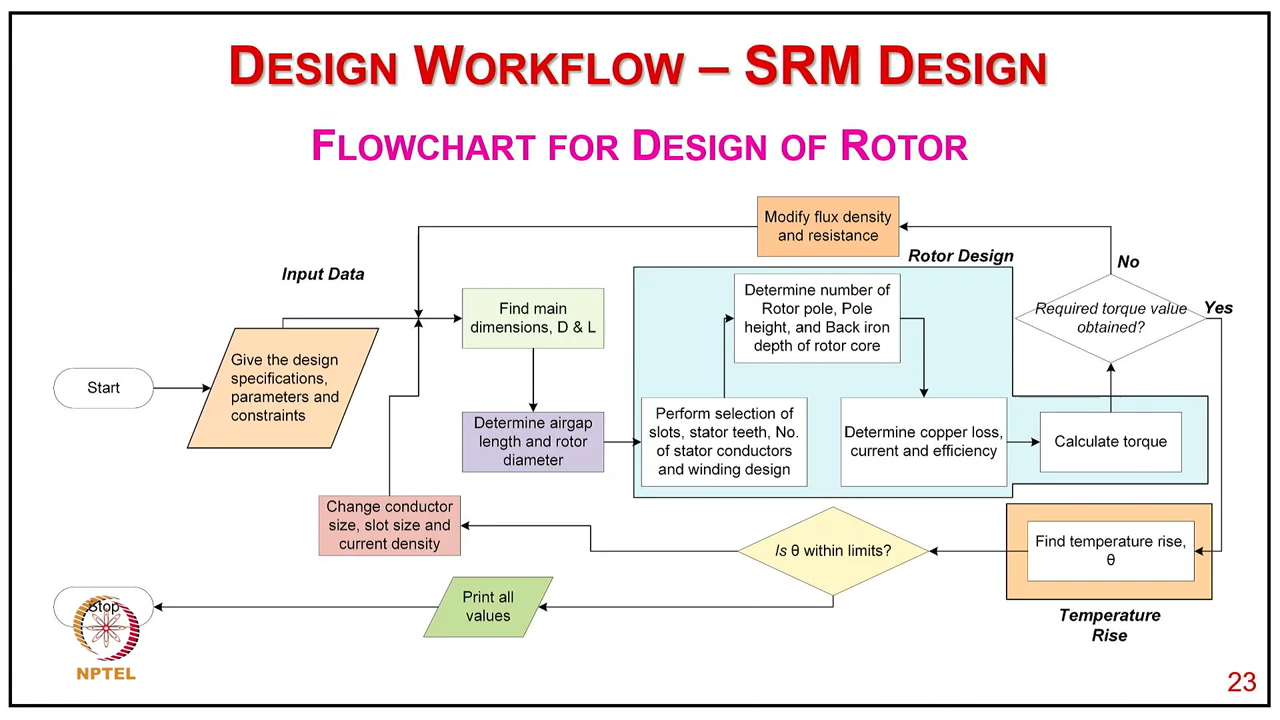 DESIGN WORKFLOW – SRM DESIGN
FLOWCHART FOR DESIGN OF ROTOR
Modify flux density
and resistance
Rotor Design
No
Input Data
Determine number of
Rotor pole, Pole
height, and Back iron
depth of rotor core
Find main
dimensions, D & L
Required torque value
obtained?
Yes
Give the design
specifications,
parameters and
constraints
Start
Determine airgap
length and rotor
diameter
Perform selection of
slots, stator teeth, No.
of stator conductors
and winding design
Determine copper loss,
current and efficiency
Calculate torque
Change conductor
size, slot size and
current density
Is θ within limits?
Find temperature rise,
θ
Print all
values
Stop
Temperature
Rise
NPTEL
23